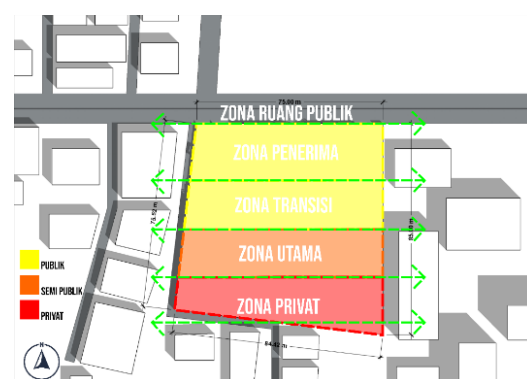 75.00 m
ZONA RUANG PUBLIK
ZONA PENERIMA
ZONA TRANSISI
ZONA UTAMA
ZONA PRIVAT
PUBLIK
SEMI PUBLIK
PRIVAT
N